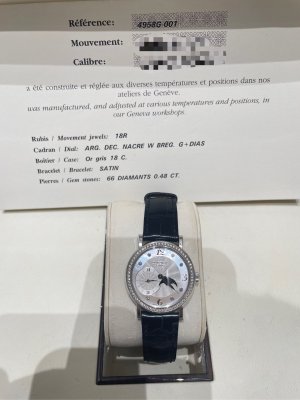 Référence: 4958G-001
Mouvement:
Calibre:
a été construite et réglée aux diverses températures et positions dans nos
ateliers de Genève.
was manufactured, and adjusted at various temperatures and positions, in
our Geneva workshops.
Rubis / Movement jewels: 18R
Cadran / Dial: ARG. DEC. NACRE W BREG. G+DIAS
Boitier / Case: Or gris 18 C.
Bracelet / Bracelet: SATIN
Pierres / Gem stones: 66 DIAMANTS 0.48 CT.